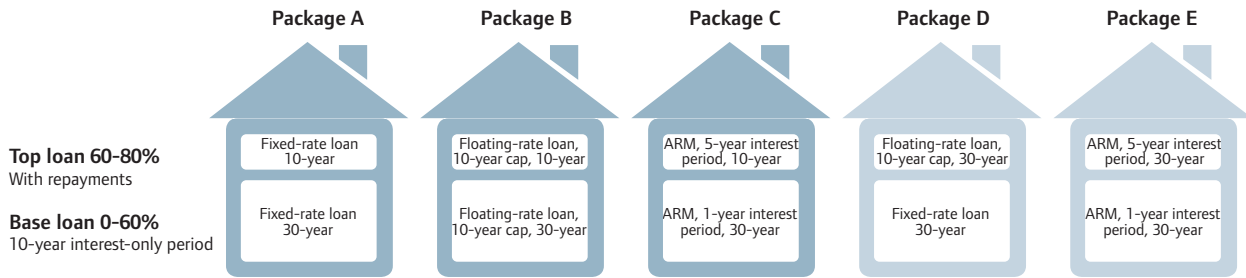 Package A
Package B
Package C
Package D
Package E
Top loan 60-80%
With repayments
Fixed-rate loan
10-year
Floating-rate loan,
10-year cap, 10-year
ARM, 5-year interest
period, 10-year
Floating-rate loan,
10-year cap, 30-year
ARM, 5-year interest
period, 30-year
Base loan 0-60%
10-year interest-only period
Fixed-rate loan
30-year
Floating-rate loan,
10-year cap, 30-year
ARM, 1-year interest
period, 30-year
Fixed-rate loan
30-year
ARM, 1-year interest
period, 30-year